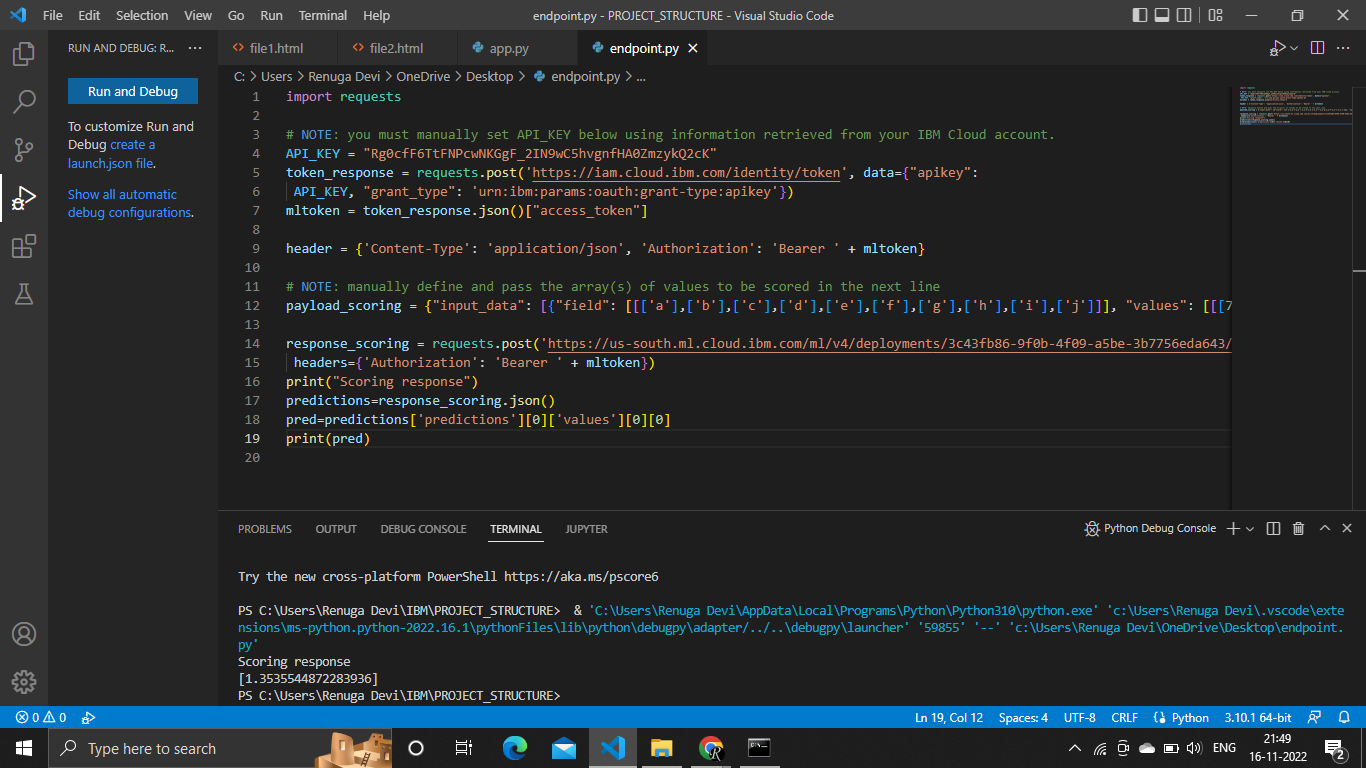 File Edit Selection View Go Run Terminal Help endpoint.py - PROJECT_STRUCTURE - Visual Studio Code
RUN AND DEBUG: R... ...
Run and Debug
To customize Run and
Debug create a
launch.json file.
Show all automatic
debug configurations.
file1.html file2.html app.py endpoint.py
C: > Users > Renuga Devi > OneDrive > Desktop > endpoint.py > ...
1 import requests
2
3 # NOTE: you must manually set API_KEY below using information retrieved from your IBM Cloud account.
4 API_KEY = "Rg0cfF6TtFNPcwNKGgF_2IN9wC5hvgnfHA0ZmzykQ2cK"
5 token_response = requests.post('https://iam.cloud.ibm.com/identity/token', data={"apikey":
6 API_KEY, "grant_type": 'urn:ibm:params:oauth:grant-type:apikey'})
7 mltoken = token_response.json()["access_token"]
8
9 header = {'Content-Type': 'application/json', 'Authorization': 'Bearer ' + mltoken}
10
11 # NOTE: manually define and pass the array(s) of values to be scored in the next line
12 payload_scoring = {"input_data": [{"field": [[['a'],['b'],['c'],['d'],['e'],['f'],['g'],['h'],['i'],['j']]], "values": [[[7
13
14 response_scoring = requests.post('https://us-south.ml.cloud.ibm.com/ml/v4/deployments/3c43fb86-9f0b-4f09-a5be-3b7756eda643/
15 headers={'Authorization': 'Bearer ' + mltoken})
16 print("Scoring response")
17 predictions=response_scoring.json()
18 pred=predictions['predictions'][0]['values'][0][0]
19 print(pred)
20
PROBLEMS OUTPUT DEBUG CONSOLE TERMINAL JUPYTER Python Debug Console
Try the new cross-platform PowerShell https://aka.ms/pscore6
PS C:\Users\Renuga Devi\IBM\PROJECT_STRUCTURE> & 'C:\Users\Renuga Devi\AppData\Local\Programs\Python\Python310\python.exe' 'c:\Users\Renuga Devi\.vscode\exte
nsions\ms-python.python-2022.16.1\pythonFiles\lib\python\debugpy\adapter/../..\debugpy\launcher' '59855' '--' 'c:\Users\Renuga Devi\OneDrive\Desktop\endpoint.
py'
Scoring response
[1.3535544872283936]
PS C:\Users\Renuga Devi\IBM\PROJECT_STRUCTURE>
0 0 Ln 19, Col 12 Spaces: 4 UTF-8 CRLF Python 3.10.1 64-bit
Type here to search ENG 21:49
16-11-2022 2